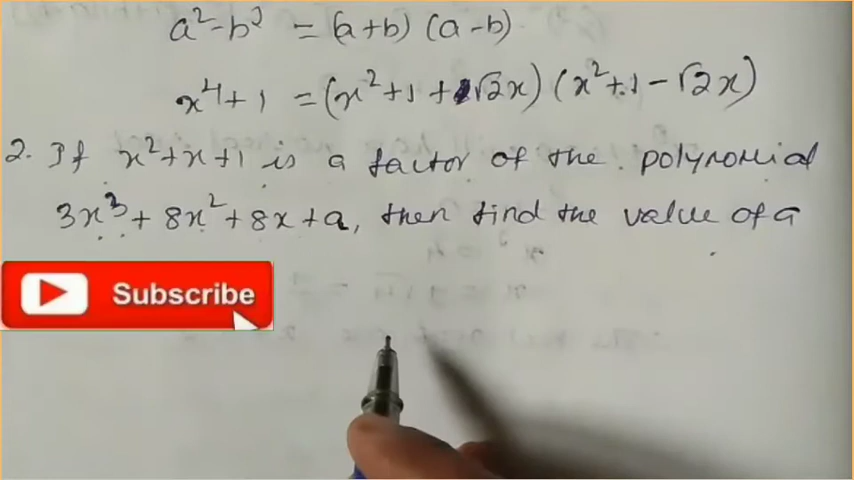 a²-b² = (a+b) (a-b)
x⁴+1 = (x²+1+√2x) (x²+1-√2x)
2. If x²+x+1 is a factor of the polynomial
3x³+8x²+8x+a, then find the value of a
Subscribe